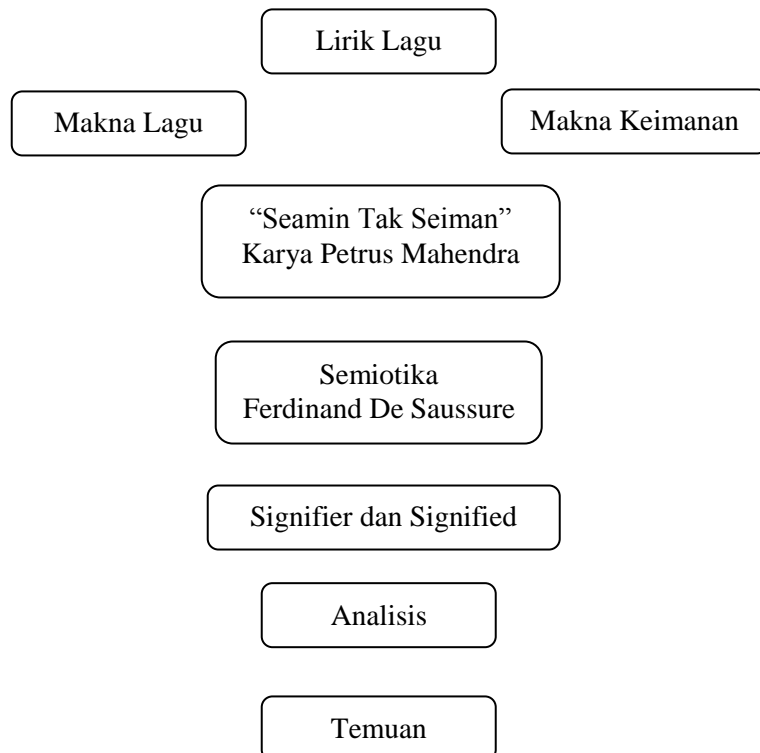 Lirik Lagu
Makna Lagu
Makna Keimanan
“Seamin Tak Seiman”
Karya Petrus Mahendra
Semiotika
Ferdinand De Saussure
Signifier dan Signified
Analisis
Temuan